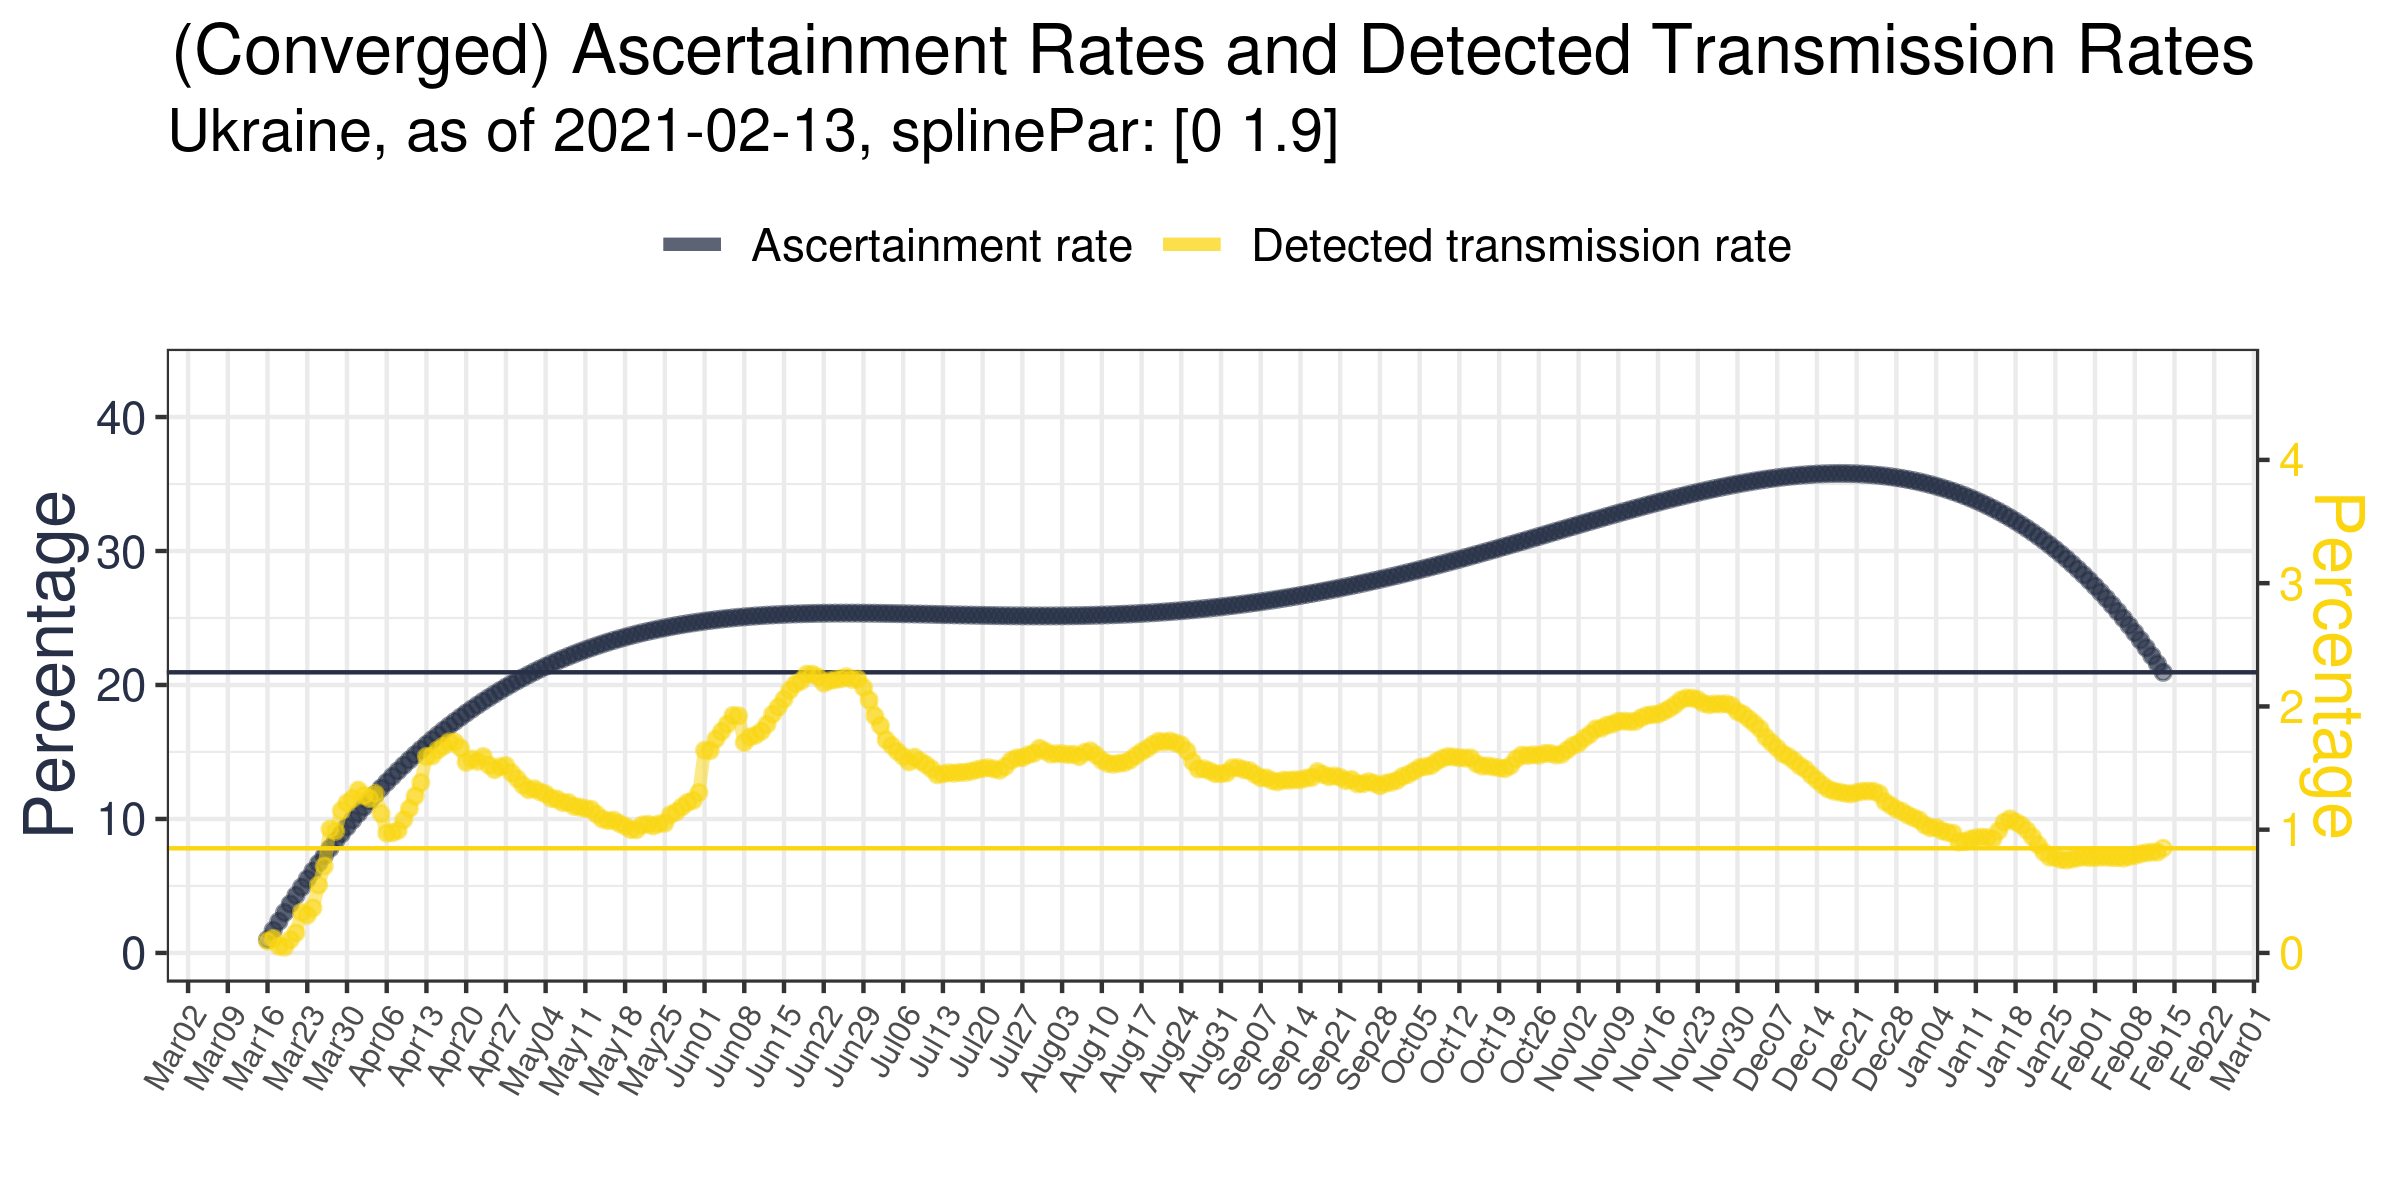 (Converged) Ascertainment Rates and Detected Transmission Rates
Ukraine, as of 2021-02-13, splinePar: [0 1.9]
Ascertainment rate
Detected transmission rate
Percentage
40
30
20
10
0
4
3
2
1
0
Percentage
Mar02
Mar09
Mar16
Mar23
Mar30
Apr06
Apr13
Apr20
Apr27
May04
May11
May18
May25
Jun01
Jun08
Jun15
Jun22
Jun29
Jul06
Jul13
Jul20
Jul27
Aug03
Aug10
Aug17
Aug24
Aug31
Sep07
Sep14
Sep21
Sep28
Oct05
Oct12
Oct19
Oct26
Nov02
Nov09
Nov16
Nov23
Nov30
Dec07
Dec14
Dec21
Dec28
Jan04
Jan11
Jan18
Jan25
Feb01
Feb08
Feb15
Feb22
Mar01